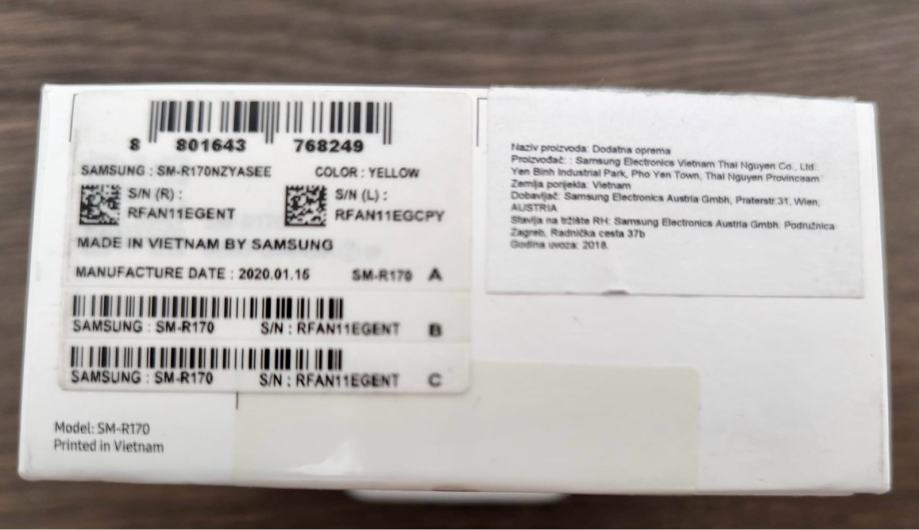 8 801643 768249
SAMSUNG : SM-R170NZYASEE COLOR : YELLOW
S/N (R) : S/N (L) :
RFAN11EGENT RFAN11EGCPY
MADE IN VIETNAM BY SAMSUNG
MANUFACTURE DATE : 2020.01.15 SM-R170 A
SAMSUNG : SM-R170 S/N : RFAN11EGENT B
SAMSUNG : SM-R170 S/N : RFAN11EGENT C
Model: SM-R170
Printed in Vietnam
Naziv proizvoda: Dodatna oprema
Proizvođač: : Samsung Electronics Vietnam Thai Nguyen Co., Ltd.
Yen Binh Industrial Park, Pho Yen Town, Thai Nguyen Provinceam
Zemlja porijekla: Vietnam
Dobavljač: Samsung Electronics Austria Gmbh, Praterstr.31, Wien,
AUSTRIA
Stavlja na tržište RH: Samsung Electronics Austria Gmbh. Podružnica
Zagreb, Radnička cesta 37b
Godina uvoza: 2018.